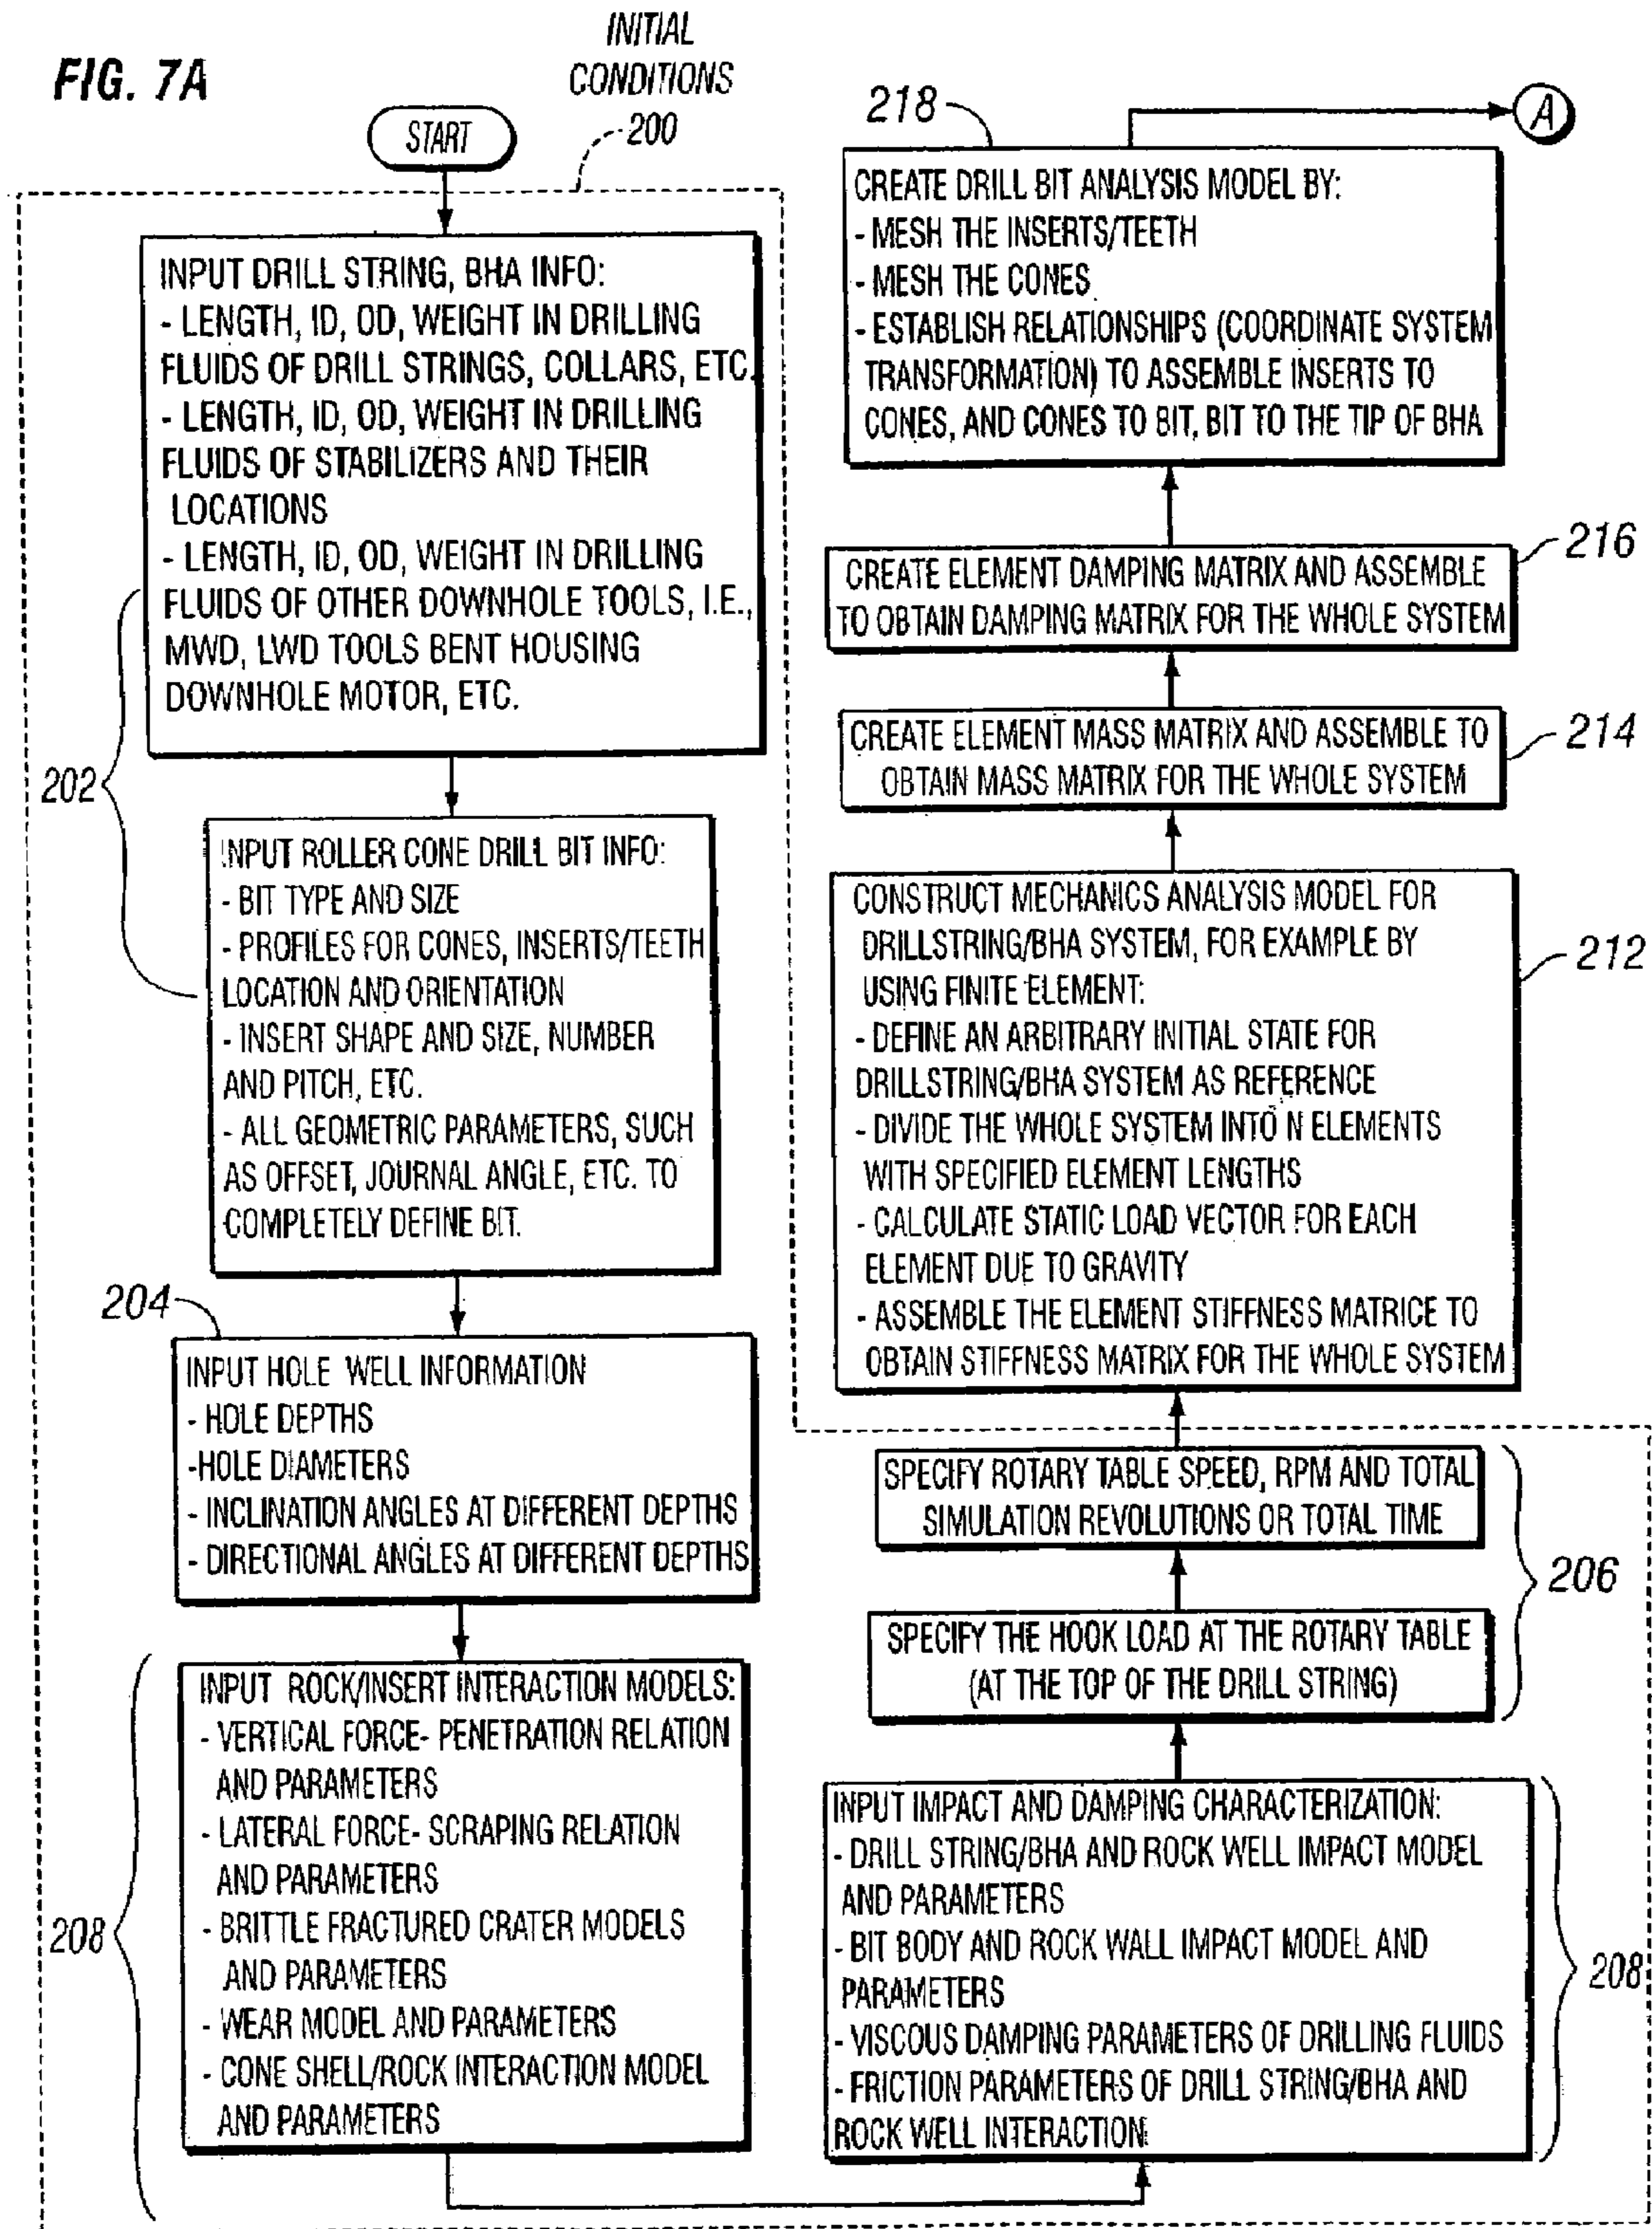 FIG. 7A
INITIAL
CONDITIONS
200
START
INPUT DRILL STRING, BHA INFO:
- LENGTH, ID, OD, WEIGHT IN DRILLING
FLUIDS OF DRILL STRINGS, COLLARS, ETC.
- LENGTH, ID, OD, WEIGHT IN DRILLING
FLUIDS OF STABILIZERS AND THEIR
LOCATIONS
- LENGTH, ID, OD, WEIGHT IN DRILLING
FLUIDS OF OTHER DOWNHOLE TOOLS, I.E.,
MWD, LWD TOOLS BENT HOUSING
DOWNHOLE MOTOR, ETC.
202
INPUT ROLLER CONE DRILL BIT INFO:
- BIT TYPE AND SIZE
- PROFILES FOR CONES, INSERTS/TEETH
LOCATION AND ORIENTATION
- INSERT SHAPE AND SIZE, NUMBER
AND PITCH, ETC.
- ALL GEOMETRIC PARAMETERS, SUCH
AS OFFSET, JOURNAL ANGLE, ETC. TO
COMPLETELY DEFINE BIT.
204
INPUT HOLE WELL INFORMATION
- HOLE DEPTHS
-HOLE DIAMETERS
- INCLINATION ANGLES AT DIFFERENT DEPTHS
- DIRECTIONAL ANGLES AT DIFFERENT DEPTHS
208
INPUT ROCK/INSERT INTERACTION MODELS:
- VERTICAL FORCE- PENETRATION RELATION
AND PARAMETERS
- LATERAL FORCE- SCRAPING RELATION
AND PARAMETERS
- BRITTLE FRACTURED CRATER MODELS
AND PARAMETERS
- WEAR MODEL AND PARAMETERS
- CONE SHELL/ROCK INTERACTION MODEL
AND PARAMETERS
INPUT IMPACT AND DAMPING CHARACTERIZATION:
- DRILL STRING/BHA AND ROCK WELL IMPACT MODEL
AND PARAMETERS
- BIT BODY AND ROCK WALL IMPACT MODEL AND
PARAMETERS
- VISCOUS DAMPING PARAMETERS OF DRILLING FLUIDS
- FRICTION PARAMETERS OF DRILL STRING/BHA AND
ROCK WELL INTERACTION
208
SPECIFY THE HOOK LOAD AT THE ROTARY TABLE
(AT THE TOP OF THE DRILL STRING)
SPECIFY ROTARY TABLE SPEED, RPM AND TOTAL
SIMULATION REVOLUTIONS OR TOTAL TIME
206
CONSTRUCT MECHANICS ANALYSIS MODEL FOR
DRILLSTRING/BHA SYSTEM, FOR EXAMPLE BY
USING FINITE ELEMENT:
- DEFINE AN ARBITRARY INITIAL STATE FOR
DRILLSTRING/BHA SYSTEM AS REFERENCE
- DIVIDE THE WHOLE SYSTEM INTO N ELEMENTS
WITH SPECIFIED ELEMENT LENGTHS
- CALCULATE STATIC LOAD VECTOR FOR EACH
ELEMENT DUE TO GRAVITY
- ASSEMBLE THE ELEMENT STIFFNESS MATRICE TO
OBTAIN STIFFNESS MATRIX FOR THE WHOLE SYSTEM
212
CREATE ELEMENT MASS MATRIX AND ASSEMBLE TO
OBTAIN MASS MATRIX FOR THE WHOLE SYSTEM
214
CREATE ELEMENT DAMPING MATRIX AND ASSEMBLE
TO OBTAIN DAMPING MATRIX FOR THE WHOLE SYSTEM
216
218
CREATE DRILL BIT ANALYSIS MODEL BY:
- MESH THE INSERTS/TEETH
- MESH THE CONES
- ESTABLISH RELATIONSHIPS (COORDINATE SYSTEM
TRANSFORMATION) TO ASSEMBLE INSERTS TO
CONES, AND CONES TO BIT, BIT TO THE TIP OF BHA
A